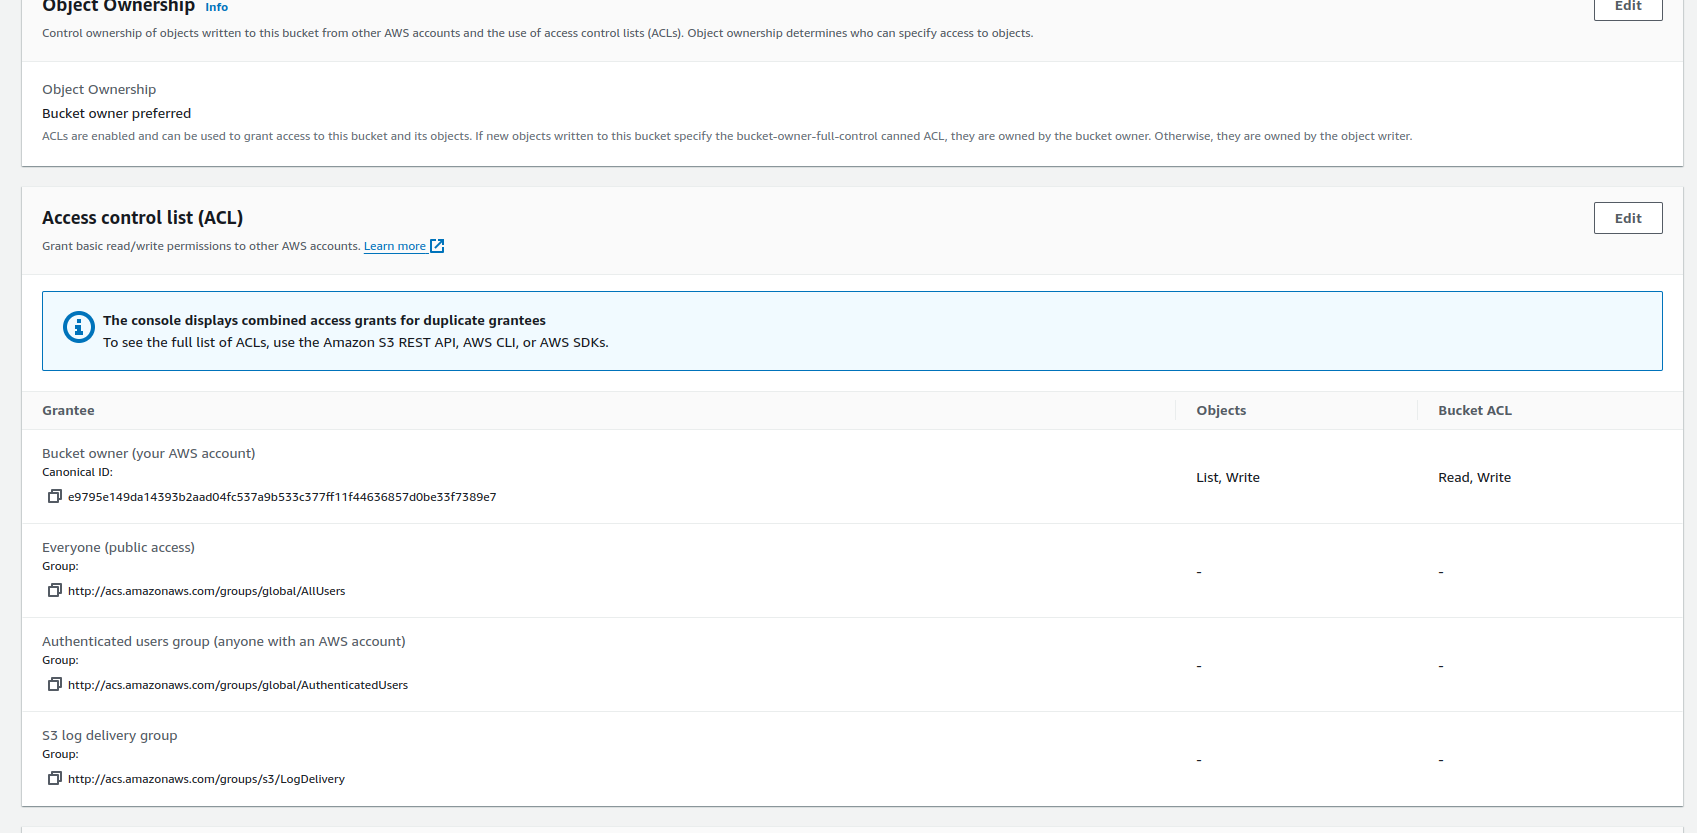 Object Ownership Info
Edit
Control ownership of objects written to this bucket from other AWS accounts and the use of access control lists (ACLs). Object ownership determines who can specify access to objects.
Object Ownership
Bucket owner preferred
ACLs are enabled and can be used to grant access to this bucket and its objects. If new objects written to this bucket specify the bucket-owner-full-control canned ACL, they are owned by the bucket owner. Otherwise, they are owned by the object writer.
Access control list (ACL)
Edit
Grant basic read/write permissions to other AWS accounts. Learn more
The console displays combined access grants for duplicate grantees
To see the full list of ACLs, use the Amazon S3 REST API, AWS CLI, or AWS SDKs.
Grantee Objects Bucket ACL
Bucket owner (your AWS account)
Canonical ID:
List, Write Read, Write
e9795e149da14393b2aad04fc537a9b533c377ff11f44636857d0be33f7389e7
Everyone (public access)
Group:
- -
http://acs.amazonaws.com/groups/global/AllUsers
Authenticated users group (anyone with an AWS account)
Group:
- -
http://acs.amazonaws.com/groups/global/AuthenticatedUsers
S3 log delivery group
Group:
- -
http://acs.amazonaws.com/groups/s3/LogDelivery